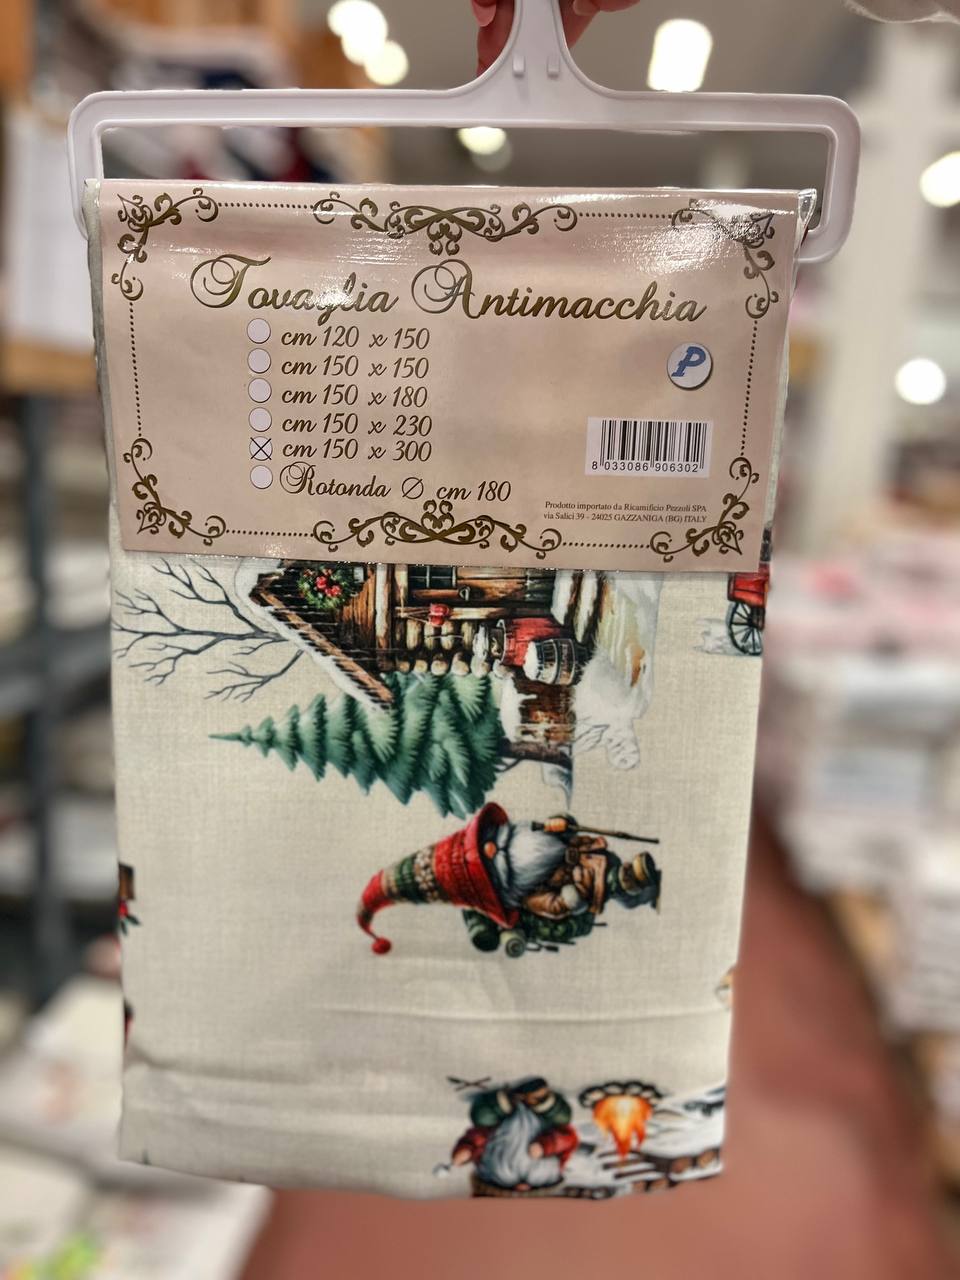 Tovaglia Antimacchia
cm 120 x 150
cm 150 x 150
cm 150 x 180
cm 150 x 230
cm 150 x 300
Rotonda Ø cm 180
P
8 033086 906302
Prodotto importato da Ricamificio Pezzoli SPA
via Salici 39 - 24025 GAZZANIGA (BG) ITALY